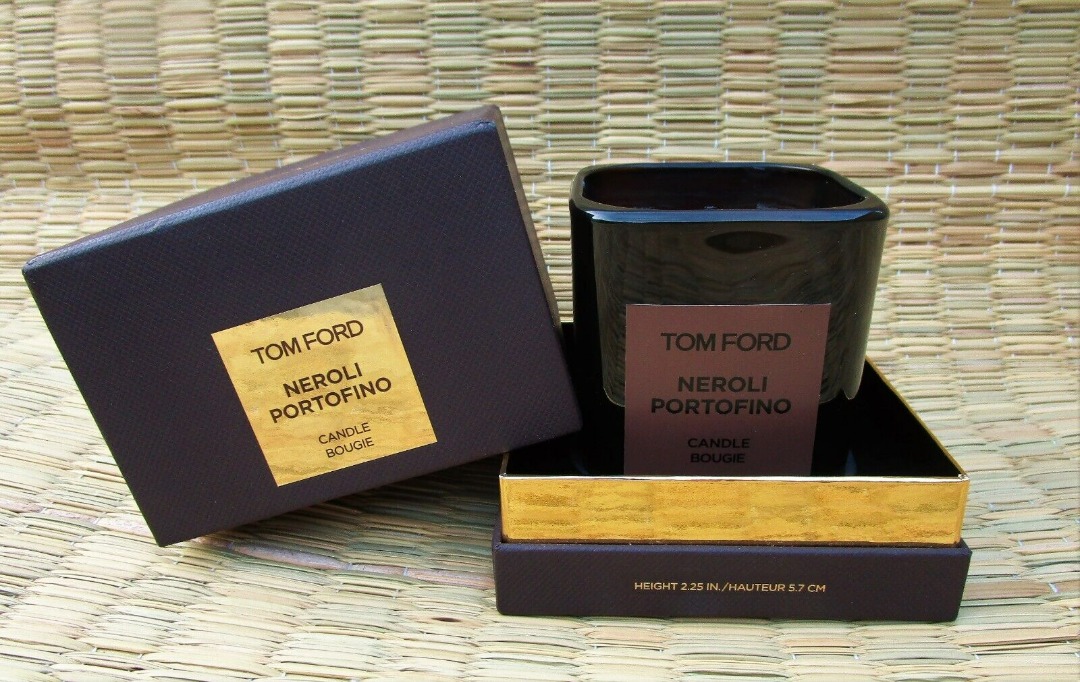 TOM FORD
NEROLI
PORTOFINO
CANDLE
BOUGIE
TOM FORD
NEROLI
PORTOFINO
CANDLE
BOUGIE
HEIGHT 2.25 IN./HAUTEUR 5.7 CM